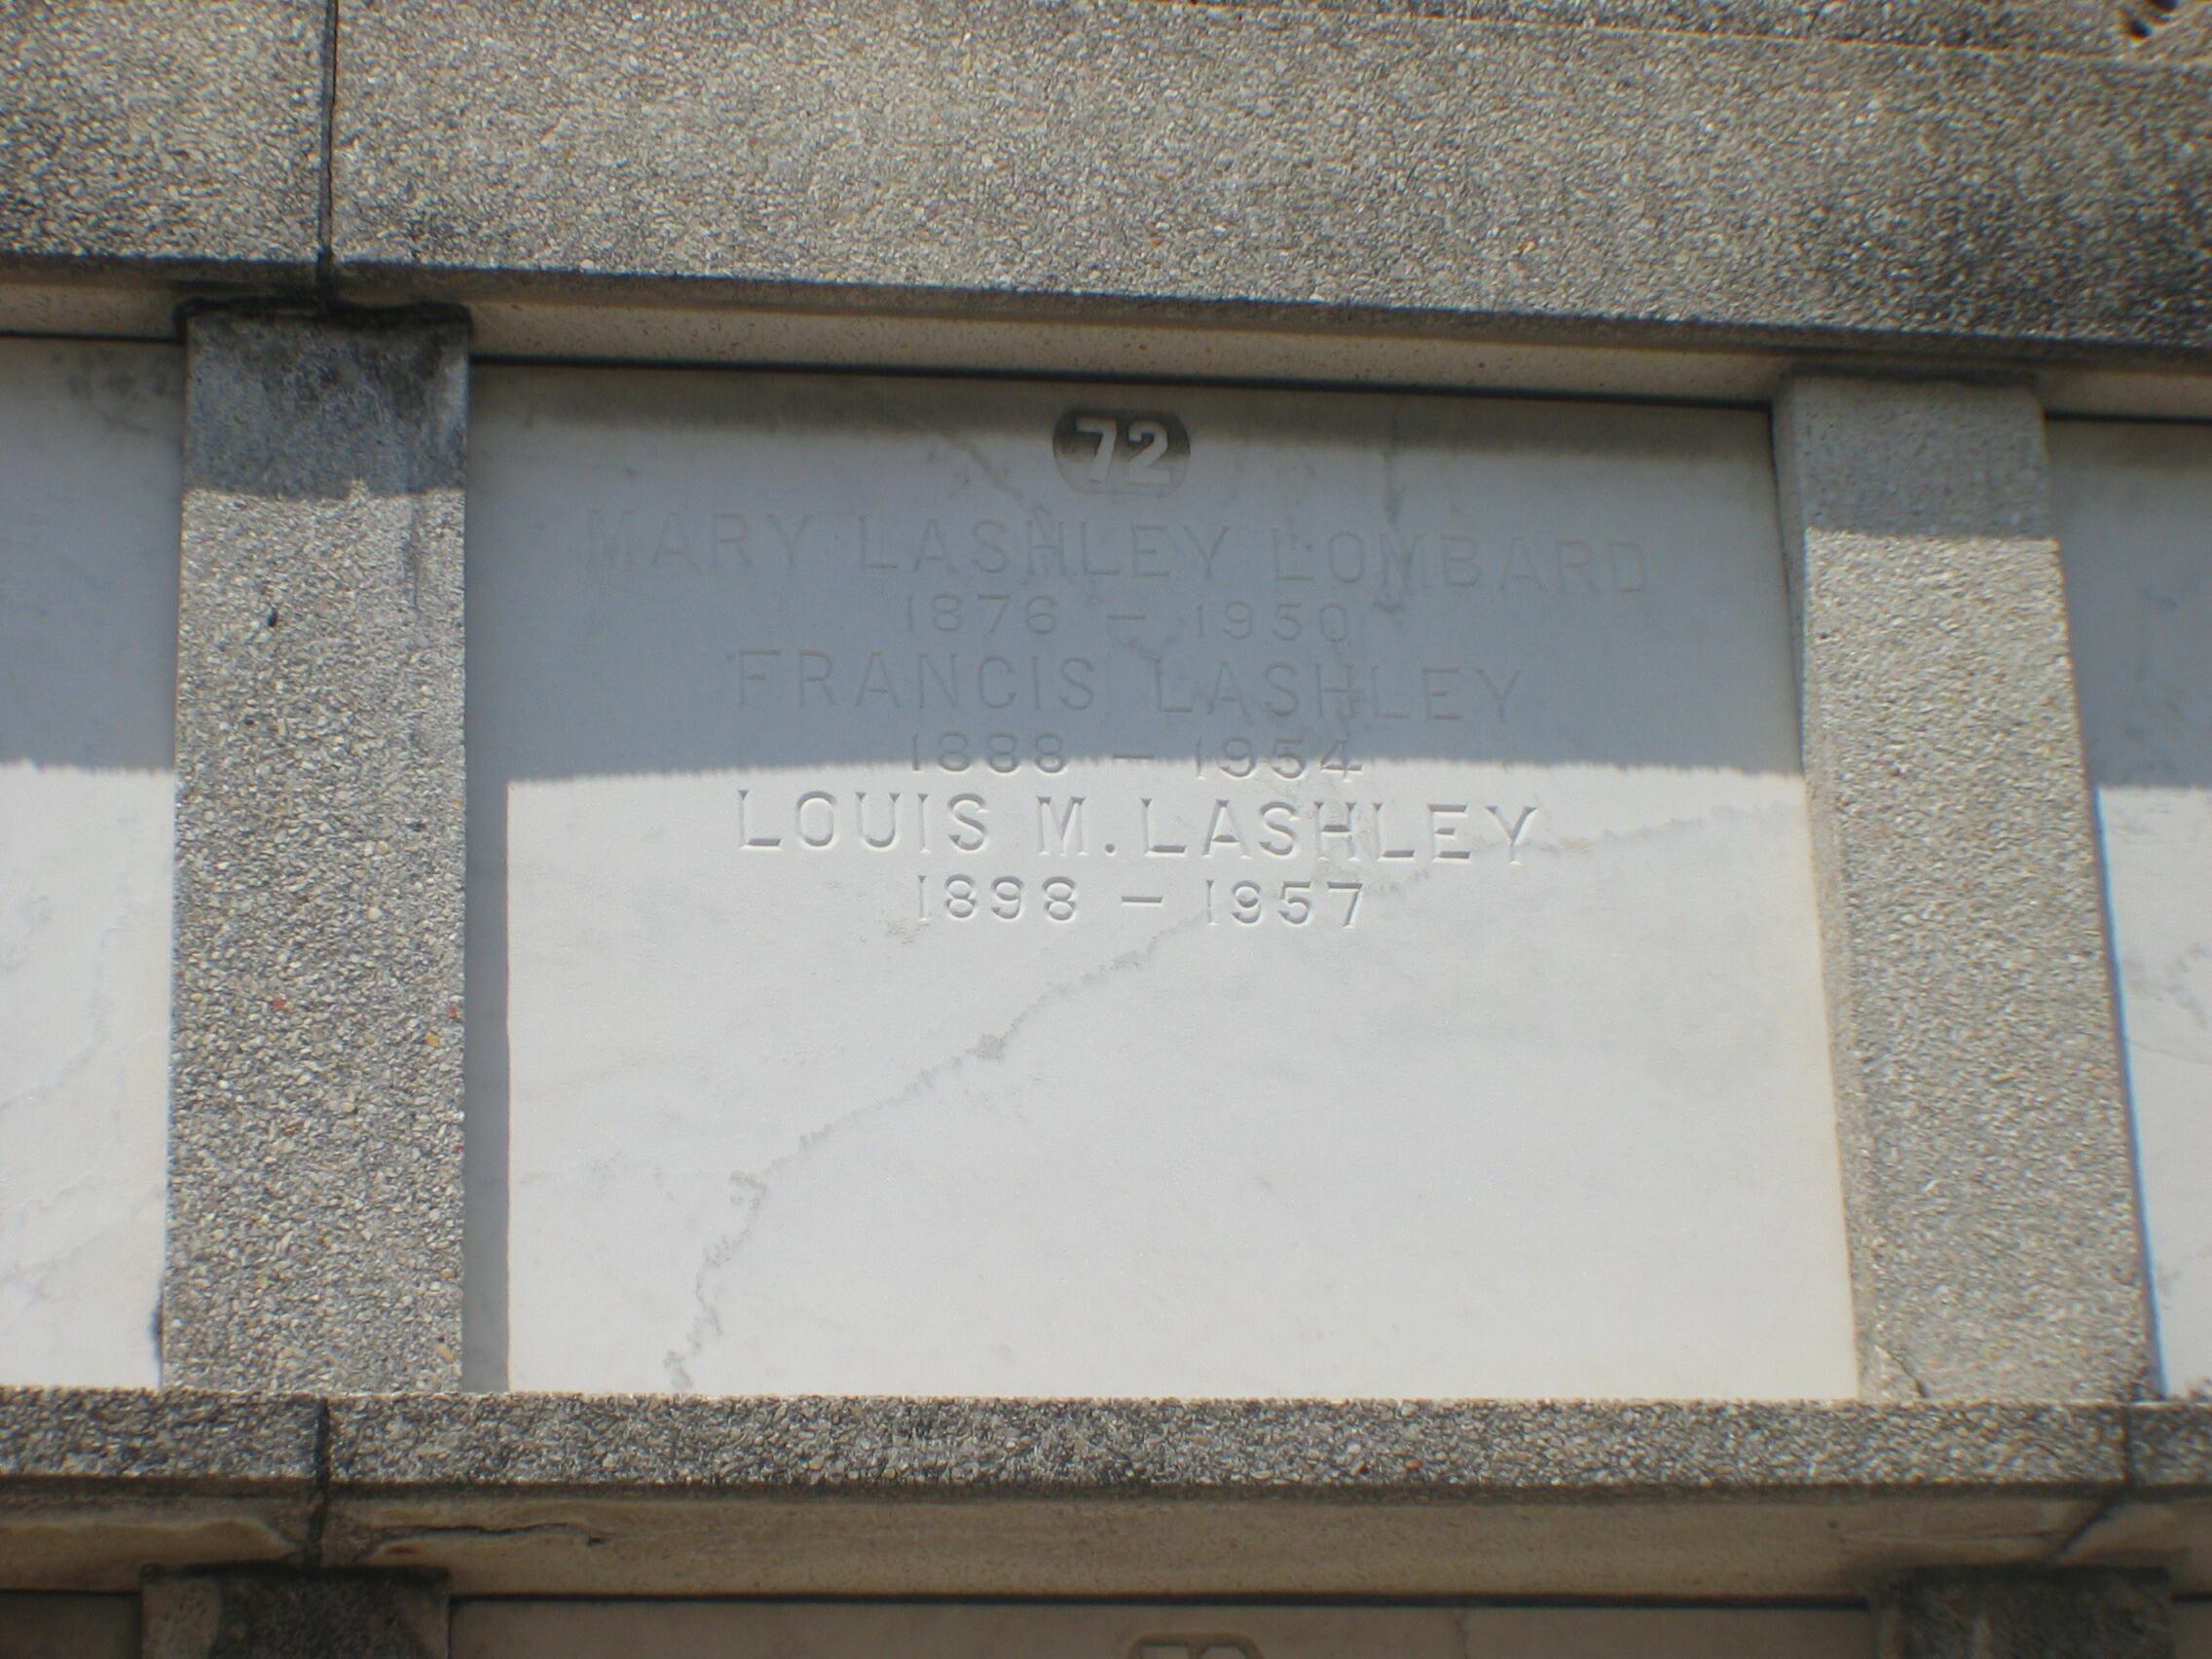 72
MARY LASHLEY LOMBARD
1876 - 1950
FRANCIS LASHLEY
1888 - 1954
LOUIS M. LASHLEY
1898 - 1957